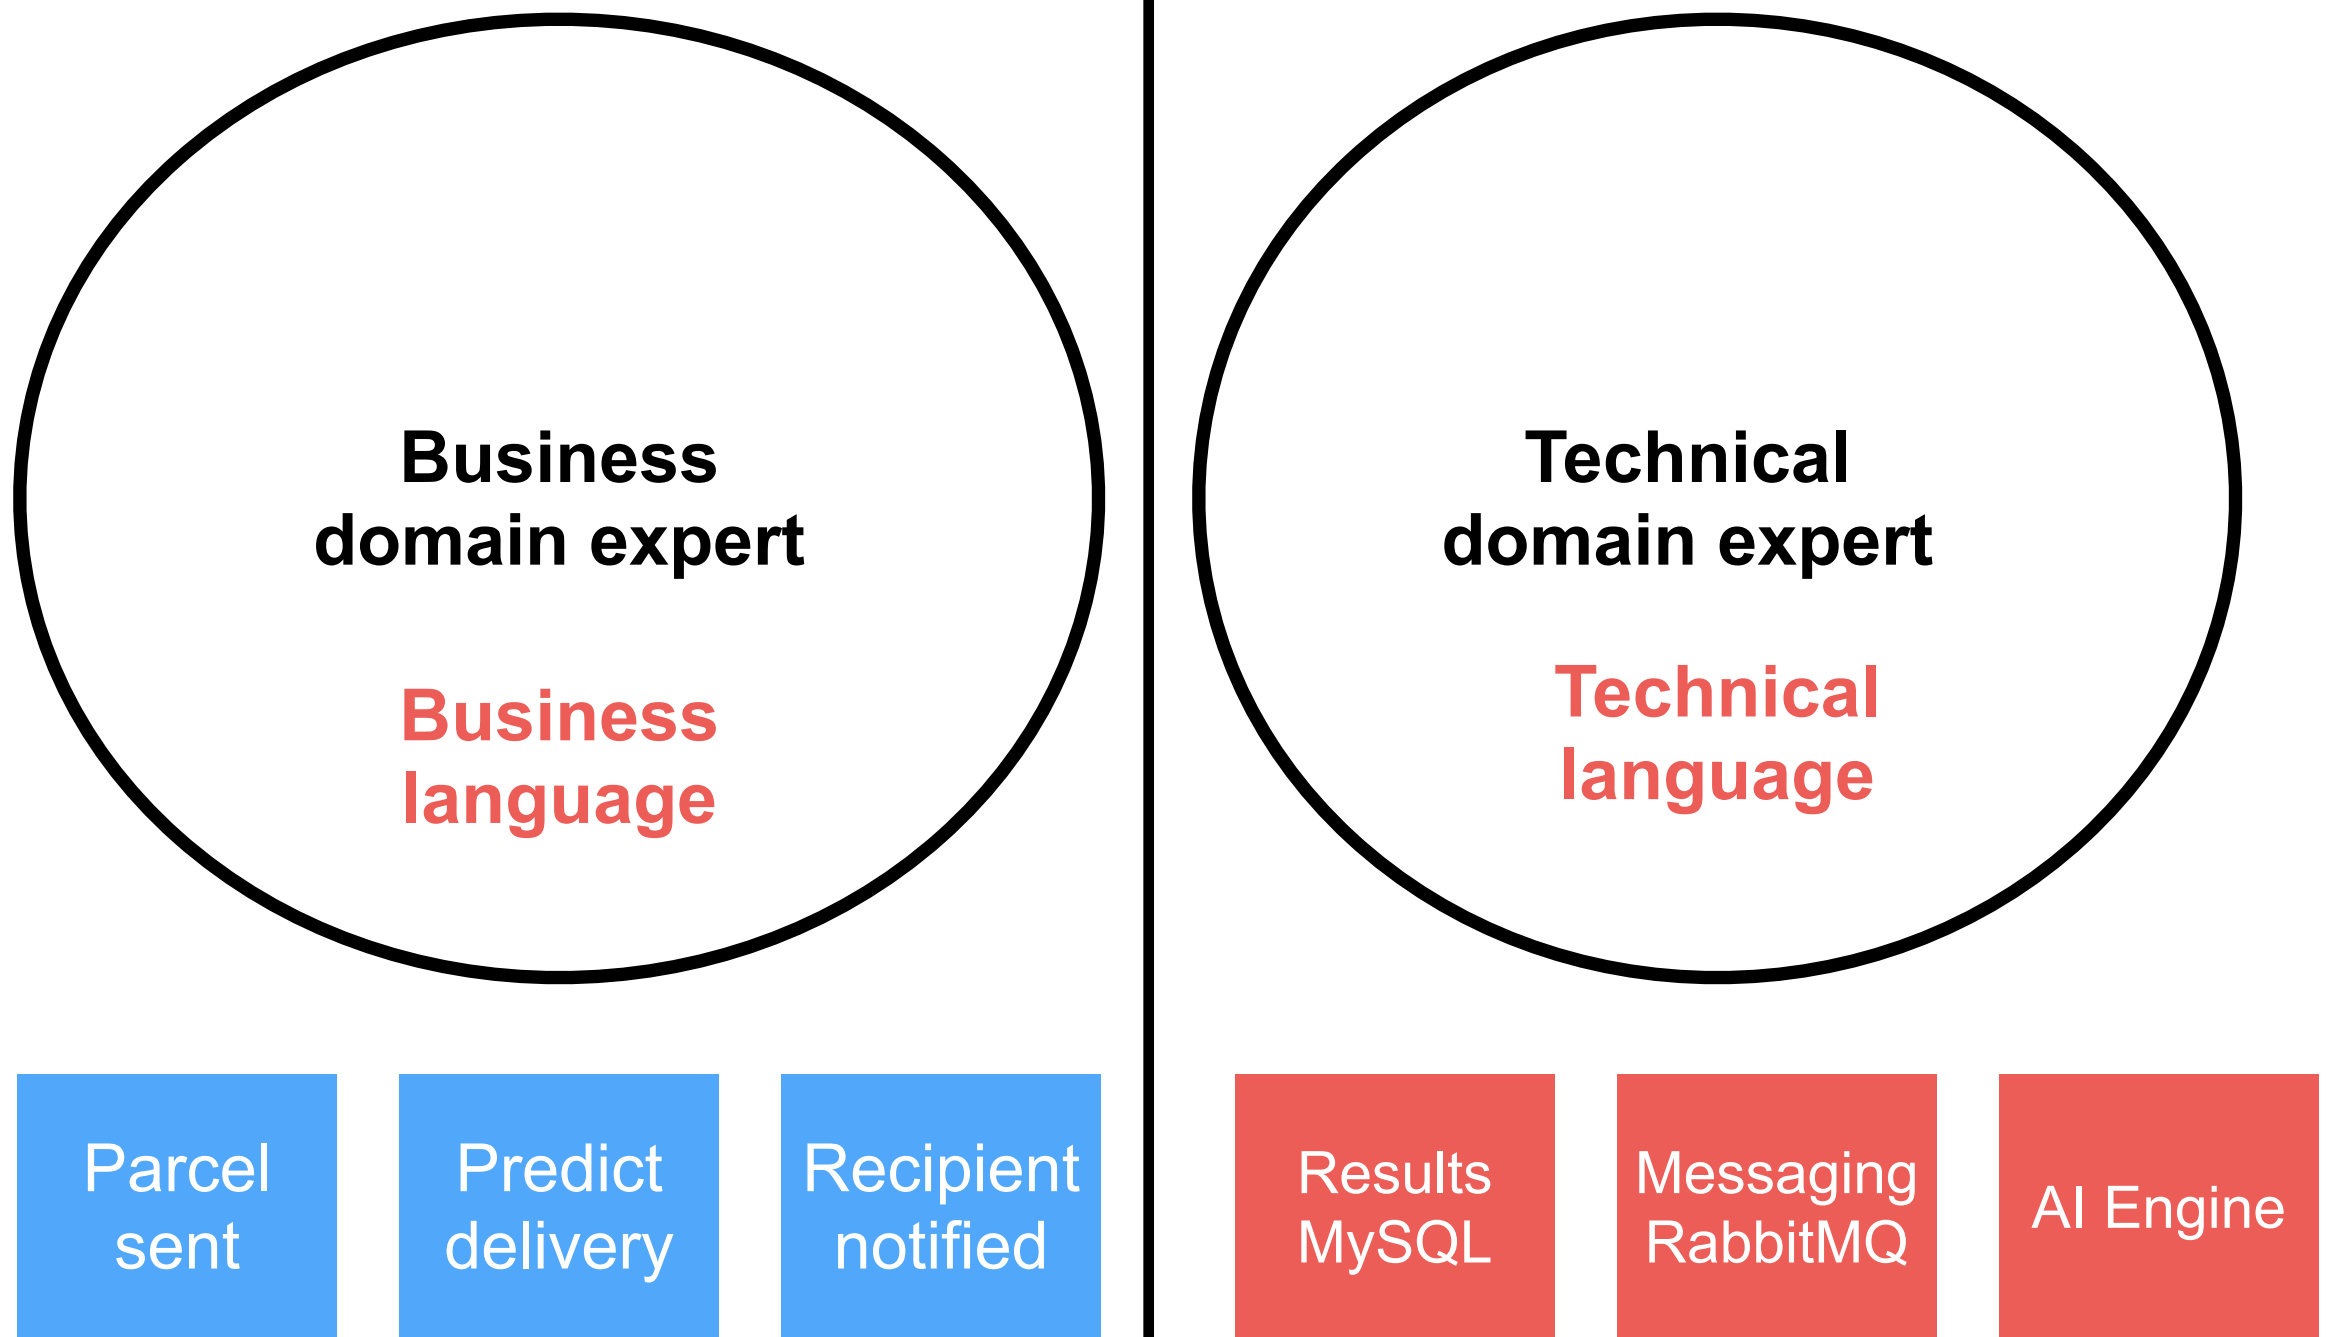 Business
domain expert
Business
language
Technical
domain expert
Technical
language
Parcel
sent
Predict
delivery
Recipient
notified
Results
MySQL
Messaging
RabbitMQ
AI Engine